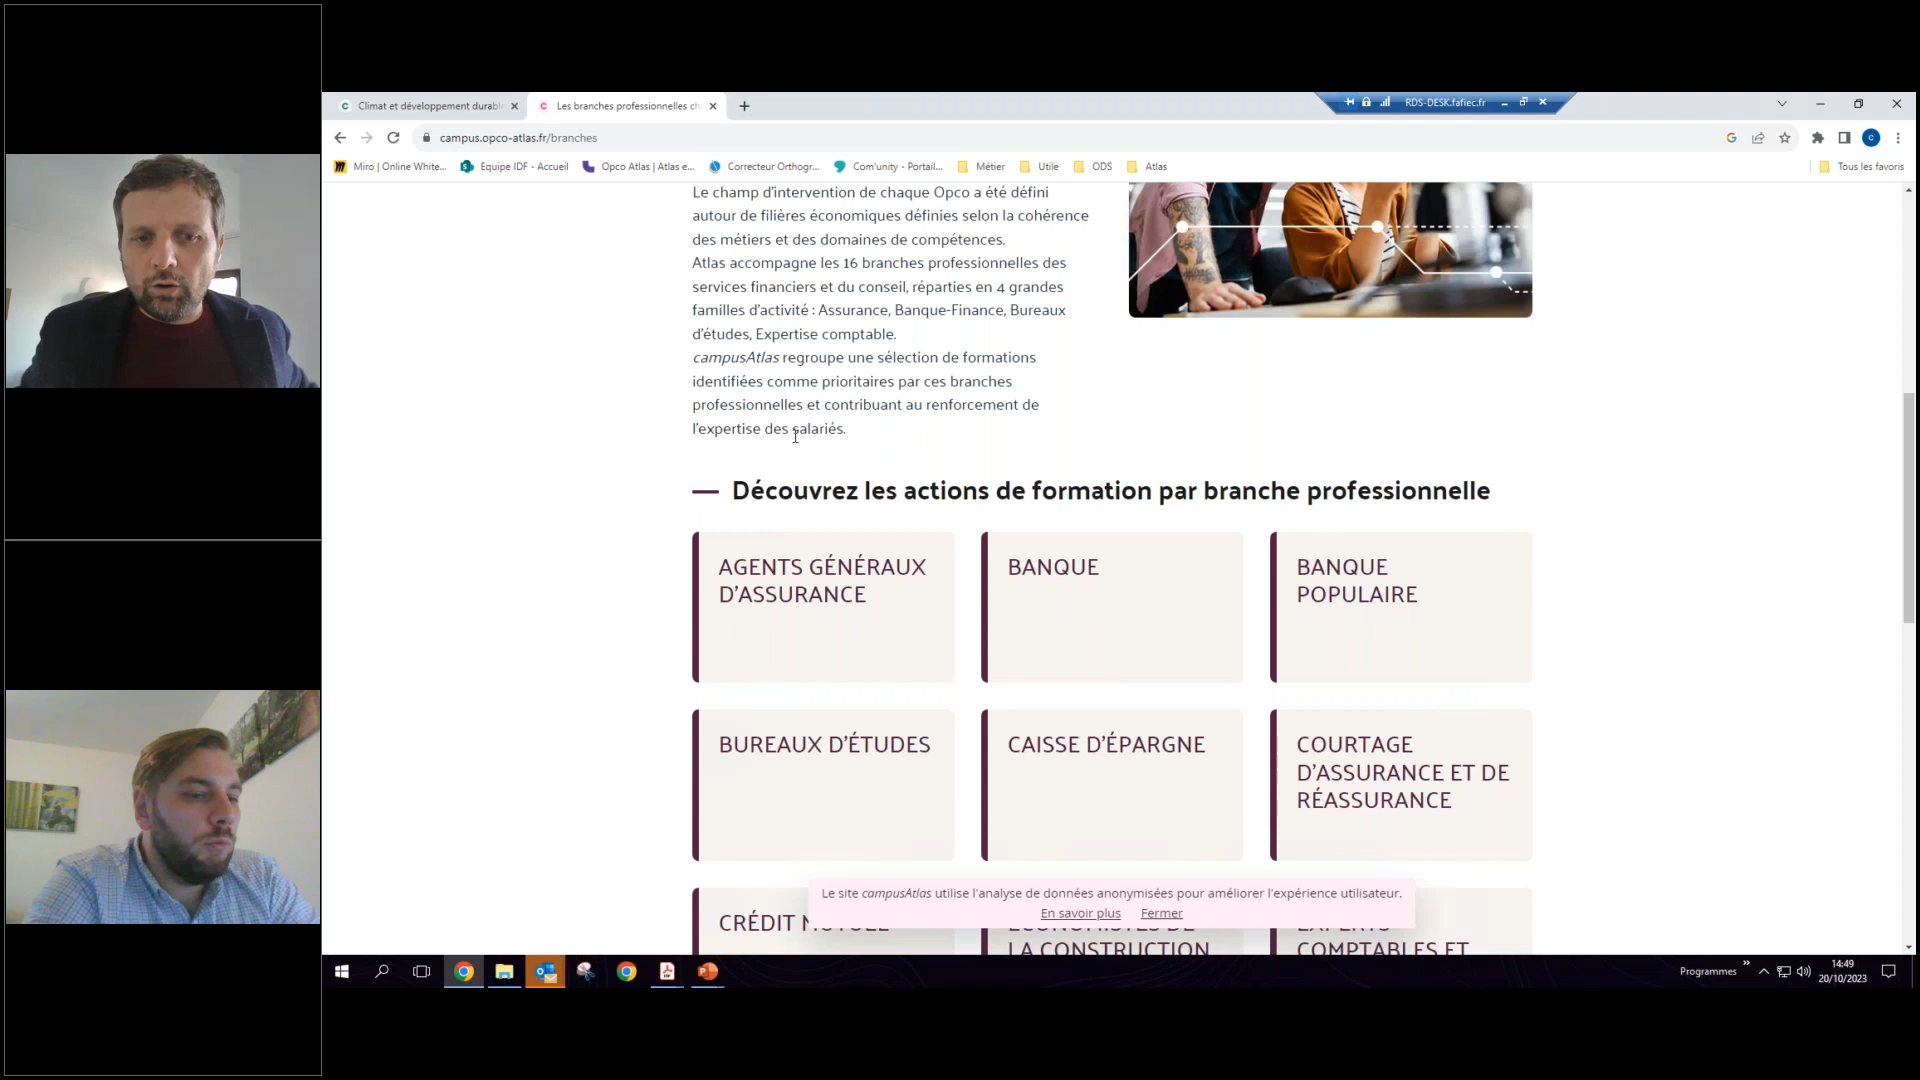 Climat et développement durabl
Les branches professionnelles ch
RDS-DESK.fafiec.fr
campus.opco-atlas.fr/branches
Miro | Online White...
Equipe IDF - Accueil
Opco Atlas | Atlas e...
Correcteur Orthogr...
Com'unity - Portail...
Métier
Utile
ODS
Atlas
Tous les favoris
Le champ d'intervention de chaque Opco a été défini
autour de filières économiques définies selon la cohérence
des métiers et des domaines de compétences.
Atlas accompagne les 16 branches professionnelles des
services financiers et du conseil, réparties en 4 grandes
familles d'activité : Assurance, Banque-Finance, Bureaux
d'études, Expertise comptable.
campusAtlas regroupe une sélection de formations
identifiées comme prioritaires par ces branches
professionnelles et contribuant au renforcement de
l'expertise des salariés.
Découvrez les actions de formation par branche professionnelle
AGENTS GÉNÉRAUX
D'ASSURANCE
BANQUE
BANQUE
POPULAIRE
BUREAUX D'ÉTUDES
CAISSE D'ÉPARGNE
COURTAGE
D'ASSURANCE ET DE
RÉASSURANCE
Le site campusAtlas utilise l'analyse de données anonymisées pour améliorer l'expérience utilisateur.
En savoir plus Fermer
CRÉDIT MUTUEL
ÉCONOMISTES DE
LA CONSTRUCTION
EXPERTS
COMPTABLES ET
Programmes
14:49
20/10/2023